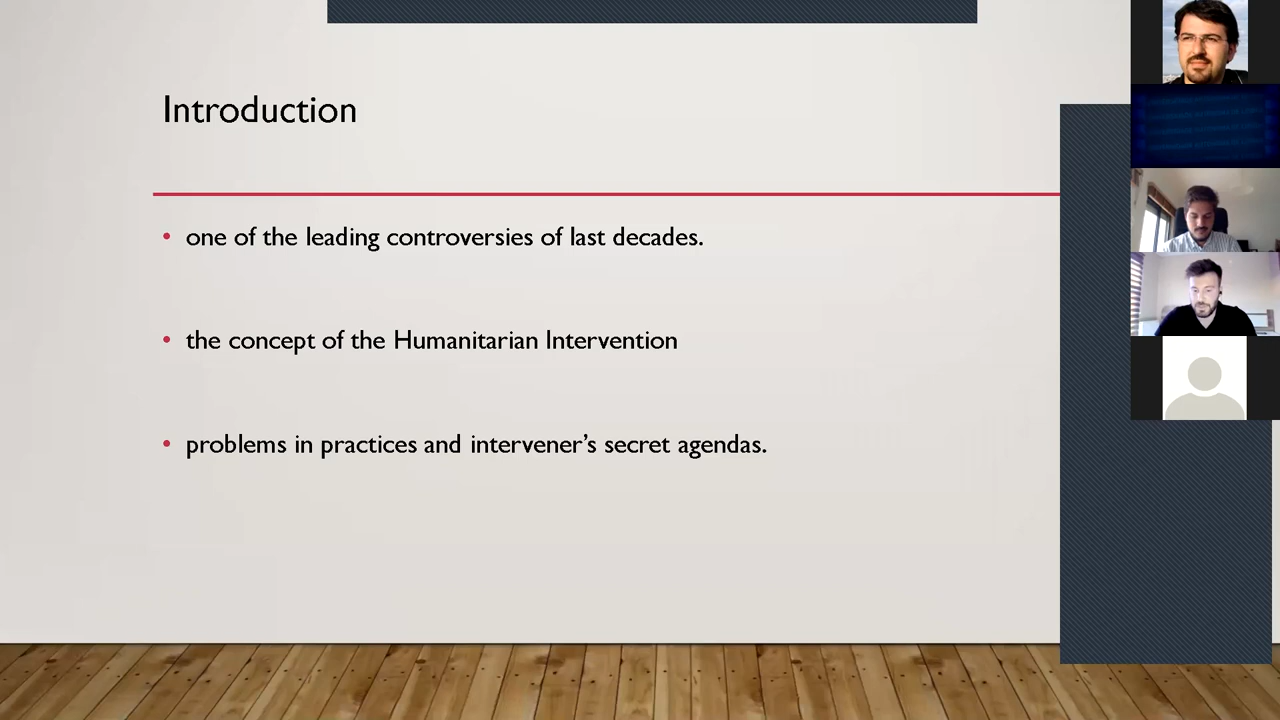 Introduction
• one of the leading controversies of last decades.
• the concept of the Humanitarian Intervention
• problems in practices and intervener’s secret agendas.